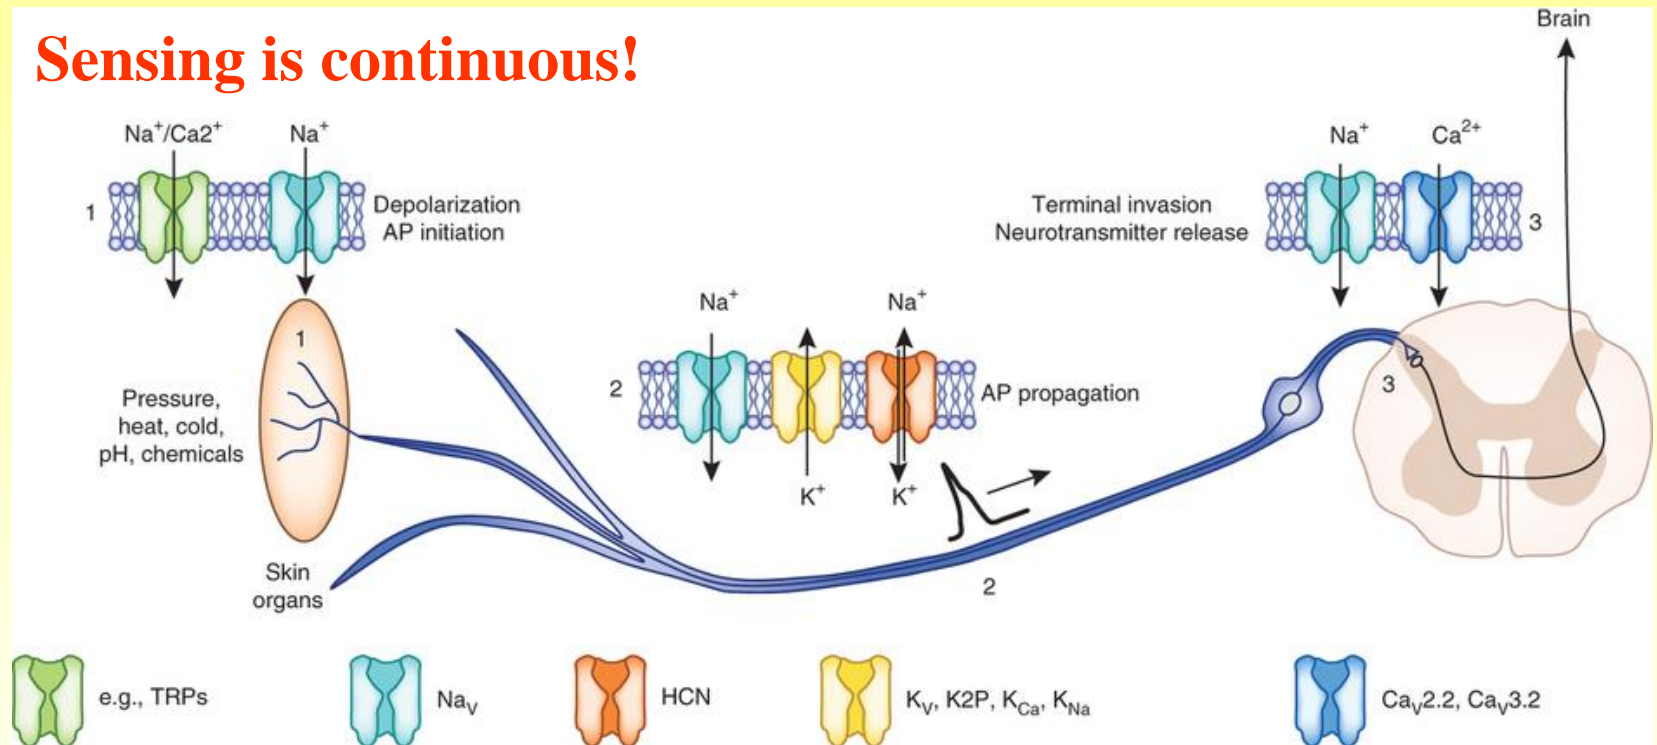 Sensing is continuous!
Brain
Na⁺/Ca2⁺
Na⁺
Na⁺
Ca²⁺
1
Depolarization
AP initiation
Terminal invasion
Neurotransmitter release
3
Na⁺
Na⁺
1
2
AP propagation
3
Pressure,
heat, cold,
pH, chemicals
K⁺
K⁺
Skin
organs
2
e.g., TRPs
Naᵥ
HCN
Kᵥ, K2P, K_Ca, K_Na
Caᵥ2.2, Caᵥ3.2